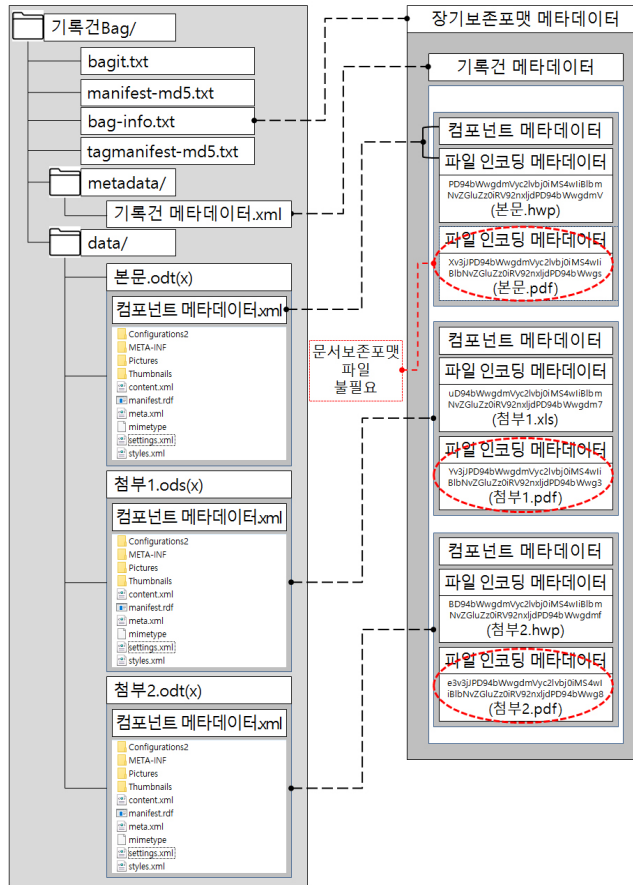 기록건Bag/
bagit.txt
manifest-md5.txt
bag-info.txt
tagmanifest-md5.txt
metadata/
기록건 메타데이터.xml
data/
본문.odt(x)
컴포넌트 메타데이터.xml
Configurations2
META-INF
Pictures
Thumbnails
content.xml
manifest.rdf
meta.xml
mimetype
settings.xml
styles.xml
첨부1.ods(x)
컴포넌트 메타데이터.xml
Configurations2
META-INF
Pictures
Thumbnails
content.xml
manifest.rdf
meta.xml
mimetype
settings.xml
styles.xml
첨부2.odt(x)
컴포넌트 메타데이터.xml
Configurations2
META-INF
Pictures
Thumbnails
content.xml
manifest.rdf
meta.xml
mimetype
settings.xml
styles.xml
문서보존포맷
파일
불필요
장기보존포맷 메타데이터
기록건 메타데이터
컴포넌트 메타데이터
파일 인코딩 메타데이터
PD94bWwgdmVyc2lvbj0iMS4wIiBlbm
NvZGluZz0iRV92nxljdPD94bWwgdmV
(본문.hwp)
파일 인코딩 메타데이터
Xv3jJPD94bWwgdmVyc2lvbj0iMS4wIi
BlbNvZGluZz0iRV92nxljdPD94bWwgs
(본문.pdf)
컴포넌트 메타데이터
파일 인코딩 메타데이터
uD94bWwgdmVyc2lvbj0iMS4wIiBlbm
NvZGluZz0iRV92nxljdPD94bWwgdm7
(첨부1.xls)
파일 인코딩 메타데이터
Yv3jJPD94bWwgdmVyc2lvbj0iMS4wIi
BlbNvZGluZz0iRV92nxljdPD94bWwg3
(첨부1.pdf)
컴포넌트 메타데이터
파일 인코딩 메타데이터
BD94bWwgdmVyc2lvbj0iMS4wIiBlbm
NvZGluZz0iRV92nxljdPD94bWwgdmf
(첨부2.hwp)
파일 인코딩 메타데이터
e3v3jJPD94bWwgdmVyc2lvbj0iMS4wI
iBlbNvZGluZz0iRV92nxljdPD94bWwg8
(첨부2.pdf)